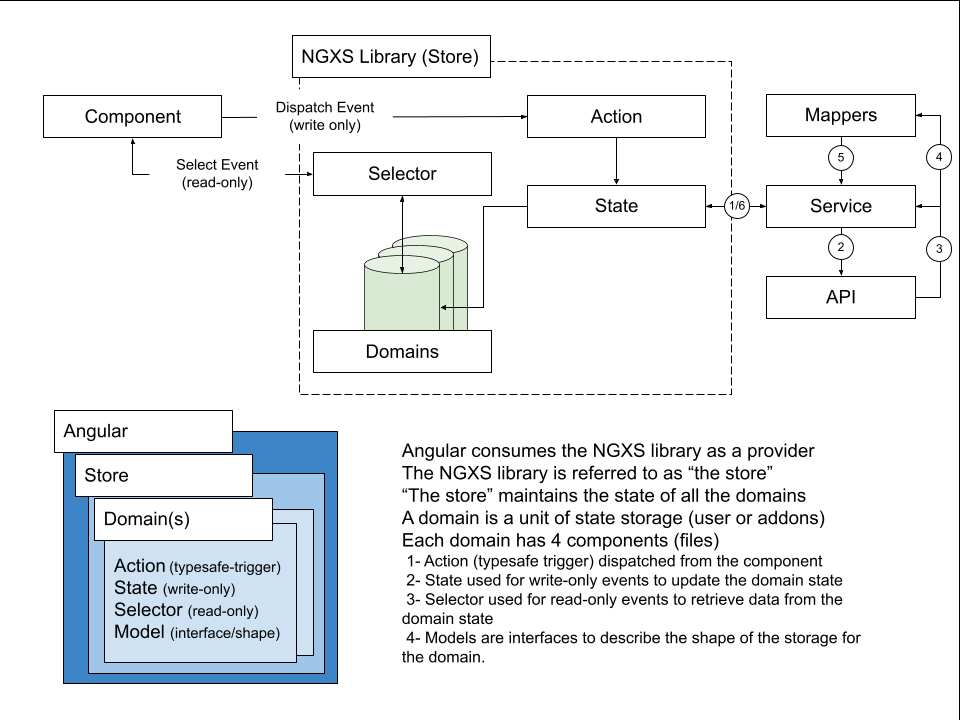 NGXS Library (Store)
Component
Dispatch Event
(write only)
Action
Mappers
5
4
Select Event
(read-only)
Selector
State
1/6
Service
2
3
API
Domains
Angular
Store
Domain(s)
Action (typesafe-trigger)
State (write-only)
Selector (read-only)
Model (interface/shape)
Angular consumes the NGXS library as a provider
The NGXS library is referred to as “the store”
“The store” maintains the state of all the domains
A domain is a unit of state storage (user or addons)
Each domain has 4 components (files)
1- Action (typesafe trigger) dispatched from the component
2- State used for write-only events to update the domain state
3- Selector used for read-only events to retrieve data from the
domain state
4- Models are interfaces to describe the shape of the storage for
the domain.